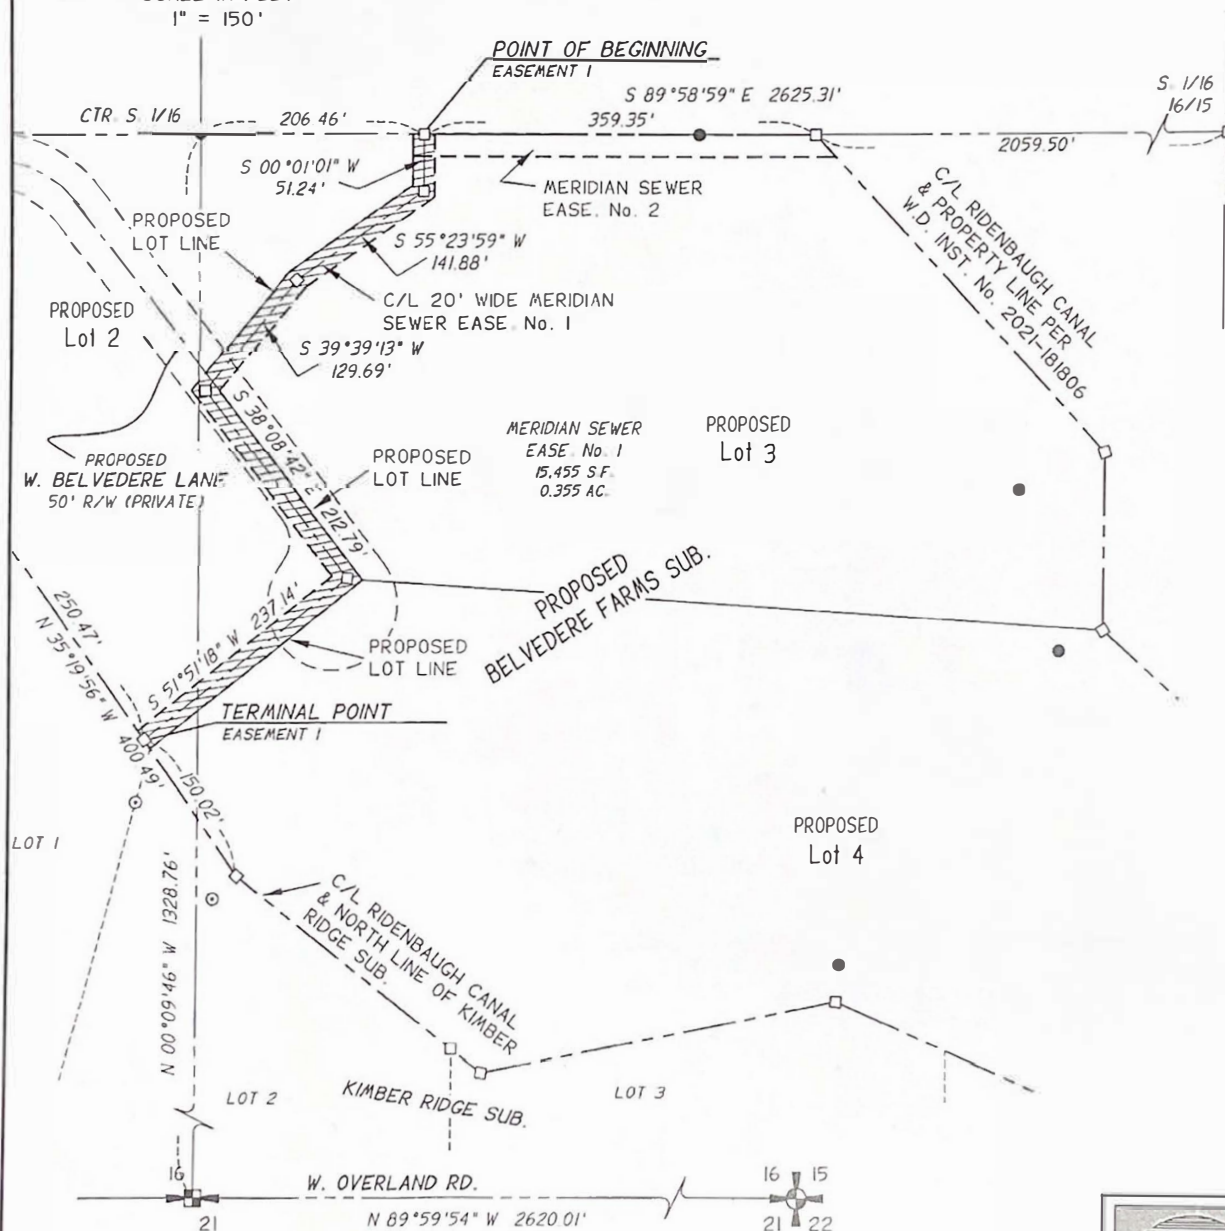 1" = 150'
POINT OF BEGINNING
EASEMENT 1
S 89°58'59" E 2625.31'
S. 1/16
16/15
CTR. S. 1/16
206.46'
359.35'
2059.50'
S 00°01'01" W
51.24'
MERIDIAN SEWER
EASE. No. 2
C/L RIDENBAUGH CANAL
& PROPERTY LINE PER
W.D. INST. No. 2021-181806
PROPOSED
LOT LINE
S 55°23'59" W
141.88'
C/L 20' WIDE MERIDIAN
SEWER EASE. No. 1
PROPOSED
Lot 2
S 39°39'13" W
129.69'
S 38°08'42" E 212.79'
MERIDIAN SEWER
EASE. No. 1
15,455 S.F.
0.355 AC.
PROPOSED
Lot 3
PROPOSED
LOT LINE
PROPOSED
W. BELVEDERE LANE
50' R/W (PRIVATE)
PROPOSED
BELVEDERE FARMS SUB.
250.47'
N 35°19'56" W 400.49'
S 51°51'18" W 237.14'
PROPOSED
LOT LINE
TERMINAL POINT
EASEMENT 1
150.02'
LOT 1
PROPOSED
Lot 4
N 00°09'46" W 1328.76'
C/L RIDENBAUGH CANAL
& NORTH LINE OF KIMBER
RIDGE SUB.
LOT 2
KIMBER RIDGE SUB.
LOT 3
16
21
W. OVERLAND RD.
N 89°59'54" W 2620.01'
16 15
21 22